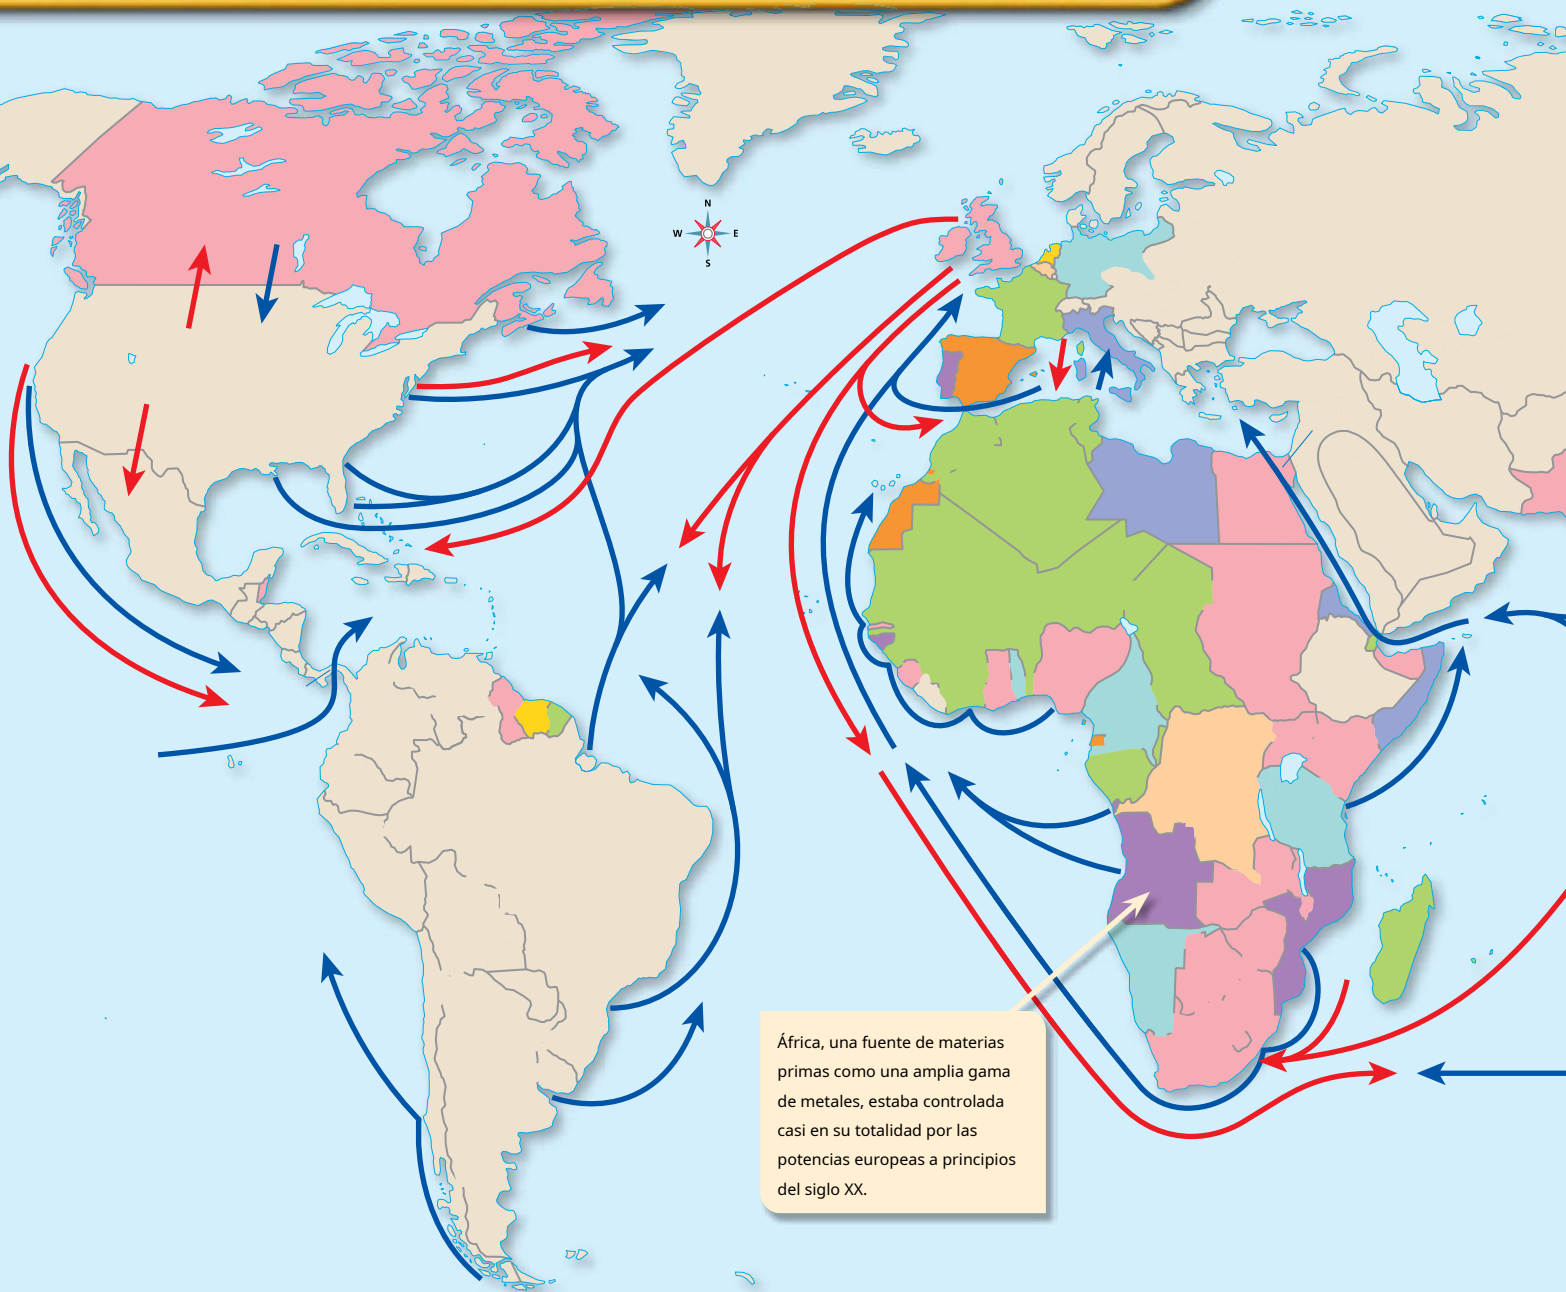 N
W E
S
África, una fuente de materias
primas como una amplia gama
de metales, estaba controlada
casi en su totalidad por las
potencias europeas a principios
del siglo XX.